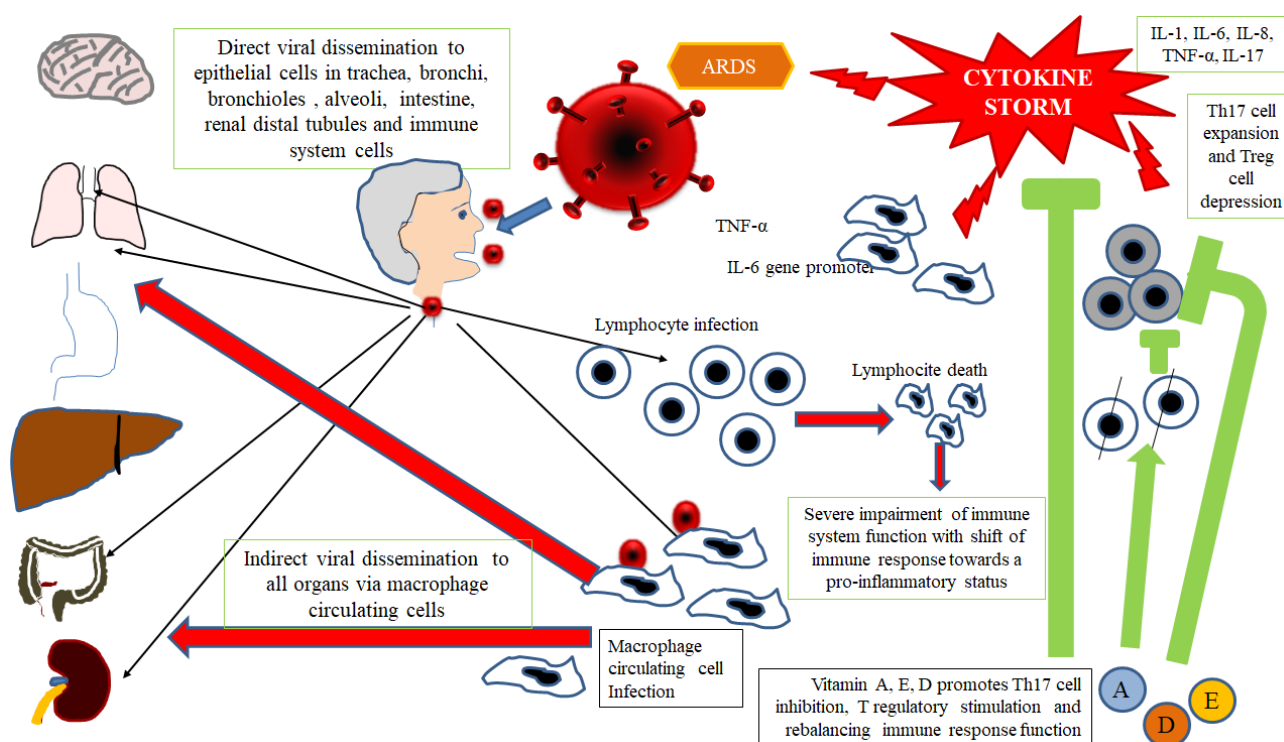 Direct viral dissemination to
epithelial cells in trachea, bronchi,
bronchioles , alveoli, intestine,
renal distal tubules and immune
system cells
ARDS
CYTOKINE
STORM
IL-1, IL-6, IL-8,
TNF-α, IL-17
Th17 cell
expansion
and Treg
cell
depression
TNF-α
IL-6 gene promoter
Lymphocyte infection
Lymphocite death
Severe impairment of immune
system function with shift of
immune response towards a
pro-inflammatory status
Indirect viral dissemination to
all organs via macrophage
circulating cells
Macrophage
circulating cell
Infection
Vitamin A, E, D promotes Th17 cell
inhibition, T regulatory stimulation and
rebalancing immune response function
A
D
E